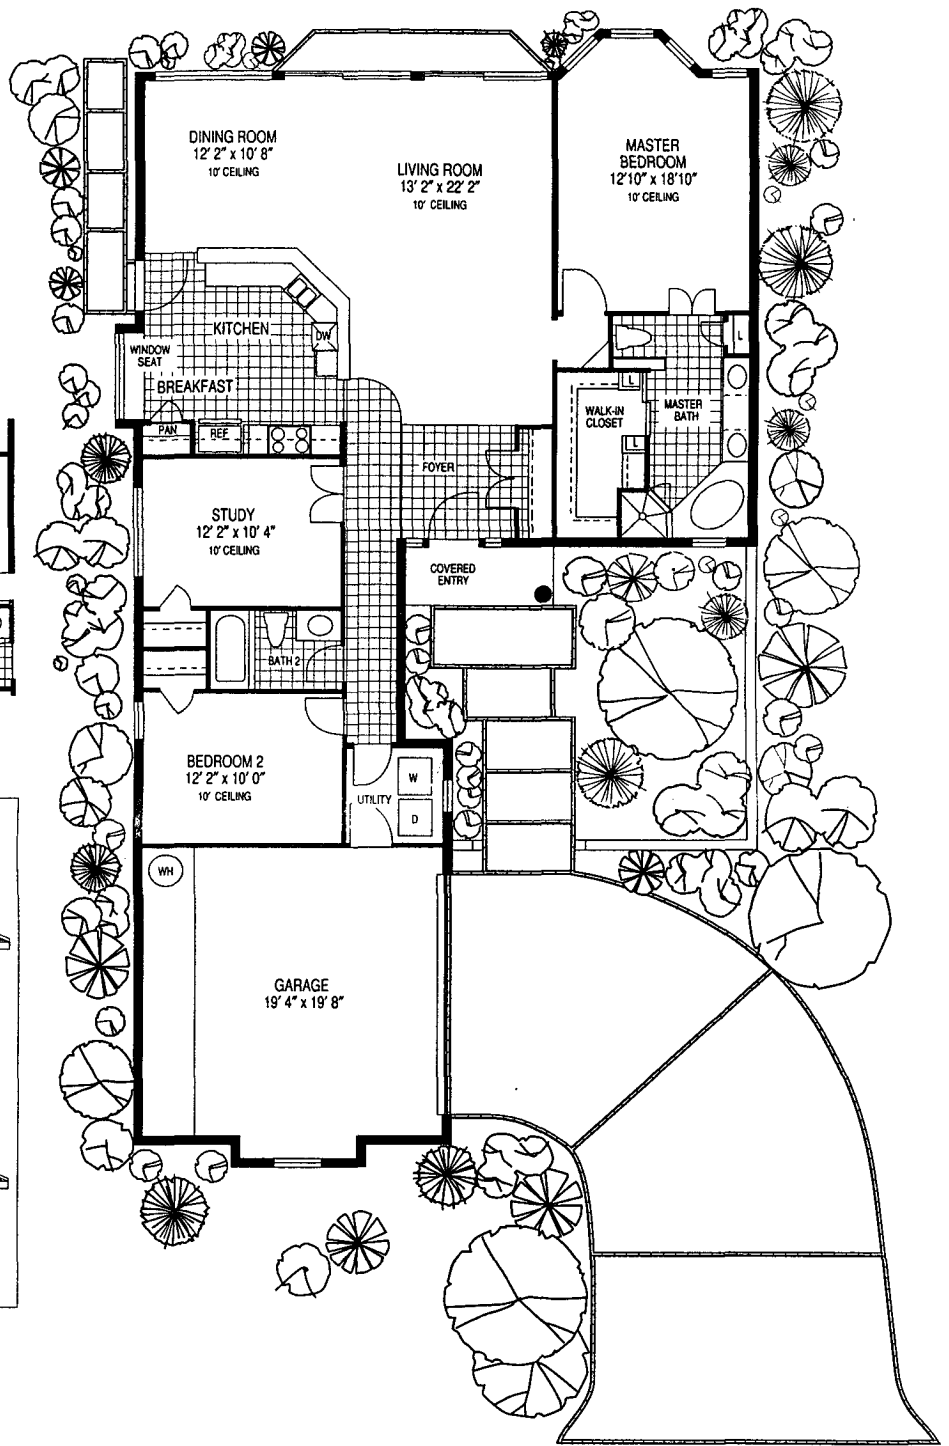 DINING ROOM
12' 2" x 10' 8"
10' CEILING
LIVING ROOM
13' 2" x 22' 2"
10' CEILING
MASTER
BEDROOM
12'10" x 18'10"
10' CEILING
KITCHEN
DW
WINDOW
SEAT
BREAKFAST
PAN
REF
L
L
L
WALK-IN
CLOSET
MASTER
BATH
FOYER
STUDY
12' 2" x 10' 4"
10' CEILING
COVERED
ENTRY
BATH 2
BEDROOM 2
12' 2" x 10' 0"
10' CEILING
W
UTILITY
D
WH
GARAGE
19' 4" x 19' 8"